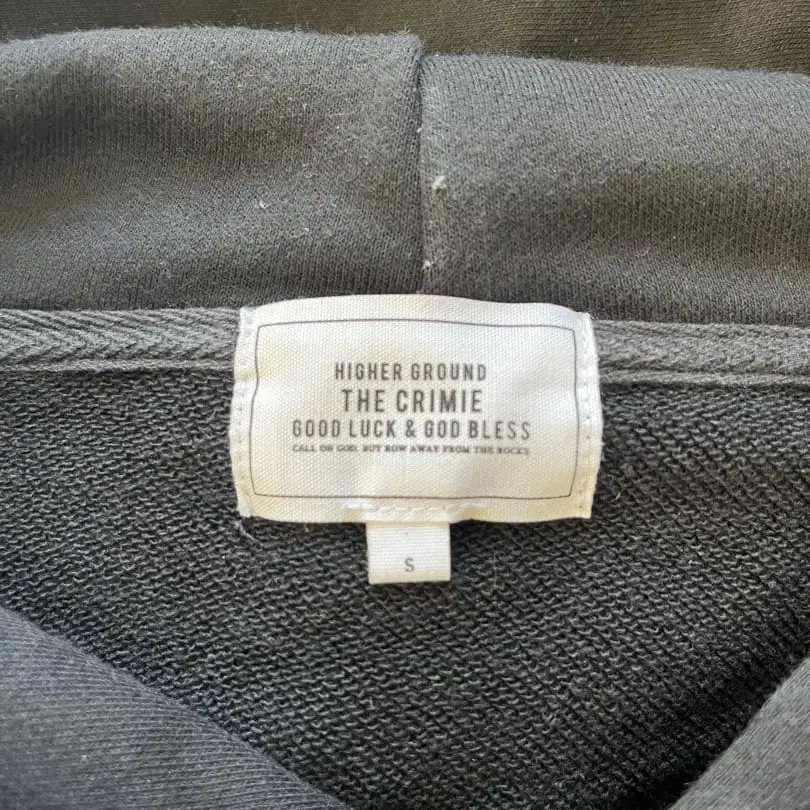 HIGHER GROUND
THE CRIMIE
GOOD LUCK & GOD BLESS
CALL ON GOD, BUT ROW AWAY FROM THE ROCKS
S